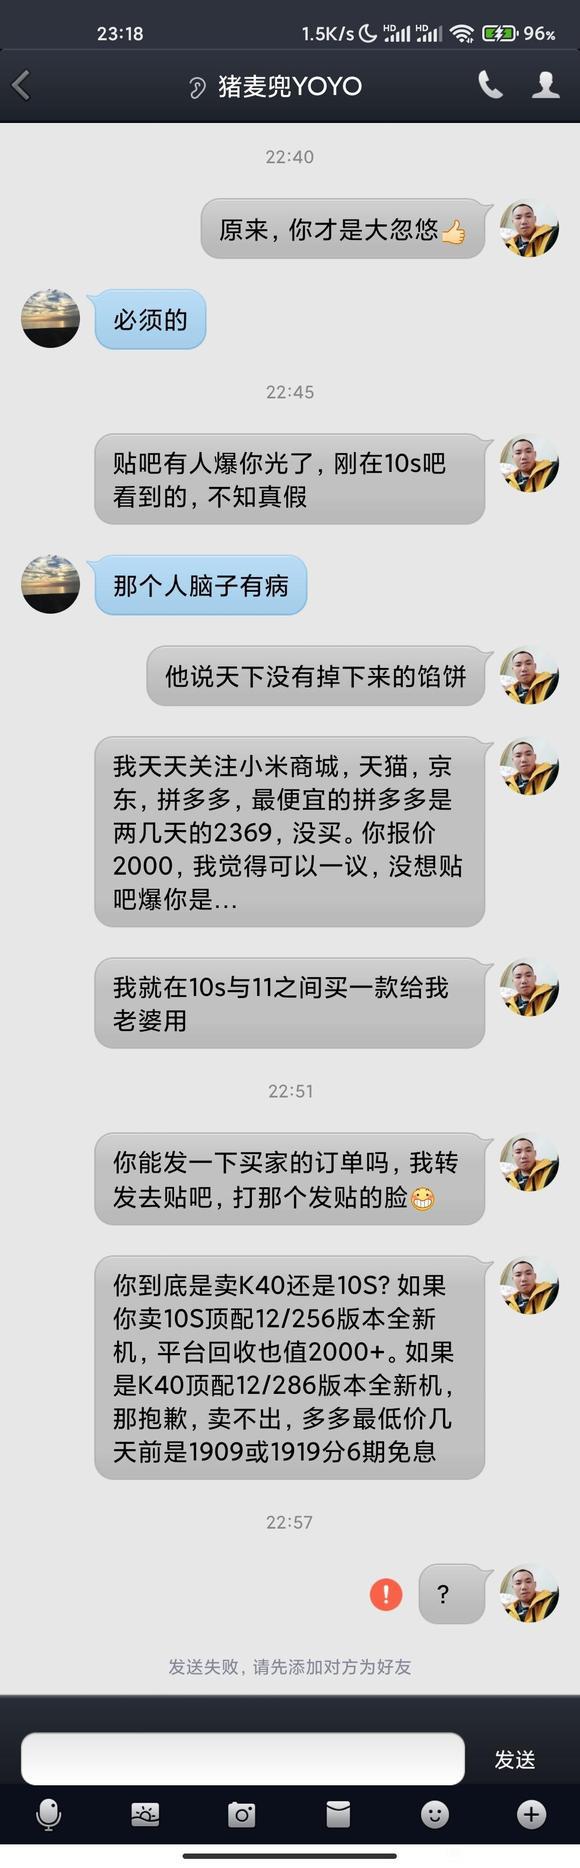 23:18
1.5K/s HD HD 96%
猪麦兜YOYO
22:40
原来，你才是大忽悠👍
必须的
22:45
贴吧有人爆你光了，刚在10s吧
看到的，不知真假
那个人脑子有病
他说天下没有掉下来的馅饼
我天天关注小米商城，天猫，京
东，拼多多，最便宜的拼多多是
两几天的2369，没买。你报价
2000，我觉得可以一议，没想贴
吧爆你是...
我就在10s与11之间买一款给我
老婆用
22:51
你能发一下买家的订单吗，我转
发去贴吧，打那个发贴的脸😁
你到底是卖K40还是10S? 如果
你卖10S顶配12/256版本全新
机，平台回收也值2000+。如果
是K40顶配12/286版本全新机，
那抱歉，卖不出，多多最低价几
天前是1909或1919分6期免息
22:57
?
发送失败，请先添加对方为好友
发送